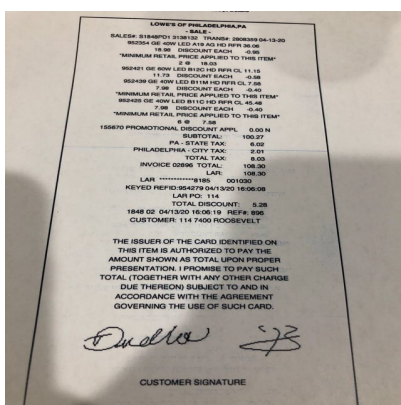 LOWE'S OF PHILADELPHIA,PA
- SALE -
SALES#: S1848PD1 3138132 TRANS#: 2808369 04-13-20
952354 GE 40W LED A19 AG HD RFR 36.06
18.98 DISCOUNT EACH -0.95
*MINIMUM RETAIL PRICE APPLIED TO THIS ITEM*
2 @ 18.03
952421 GE 60W LED B12C HD RFR CL 11.15
11.73 DISCOUNT EACH -0.58
952439 GE 40W LED B11M HD RFR CL 7.58
7.98 DISCOUNT EACH -0.40
*MINIMUM RETAIL PRICE APPLIED TO THIS ITEM*
952425 GE 40W LED B11C HD RFR CL 45.48
7.98 DISCOUNT EACH -0.40
*MINIMUM RETAIL PRICE APPLIED TO THIS ITEM*
6 @ 7.58
155670 PROMOTIONAL DISCOUNT APPL 0.00 N
SUBTOTAL: 100.27
PA - STATE TAX: 6.02
PHILADELPHIA - CITY TAX: 2.01
TOTAL TAX: 8.03
INVOICE 02896 TOTAL: 108.30
LAR: 108.30
LAR ************8185 001030
KEYED REFID:954279 04/13/20 16:06:08
LAR PO: 114
TOTAL DISCOUNT: 5.28
1848 02 04/13/20 16:06:19 REF#: 896
CUSTOMER: 114 7400 ROOSEVELT
THE ISSUER OF THE CARD IDENTIFIED ON
THIS ITEM IS AUTHORIZED TO PAY THE
AMOUNT SHOWN AS TOTAL UPON PROPER
PRESENTATION. I PROMISE TO PAY SUCH
TOTAL (TOGETHER WITH ANY OTHER CHARGE
DUE THEREON) SUBJECT TO AND IN
ACCORDANCE WITH THE AGREEMENT
GOVERNING THE USE OF SUCH CARD.
CUSTOMER SIGNATURE